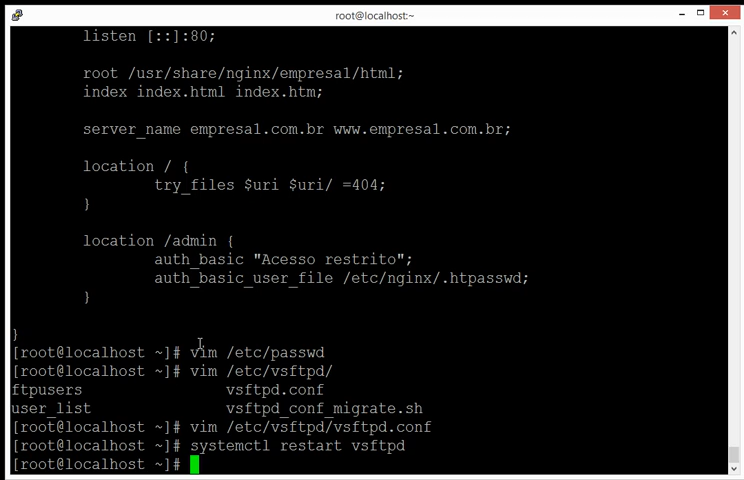 root@localhost:~
listen [::]:80;
root /usr/share/nginx/empresa1/html;
index index.html index.htm;
server_name empresa1.com.br www.empresa1.com.br;
location / {
try_files $uri $uri/ =404;
}
location /admin {
auth_basic "Acesso restrito";
auth_basic_user_file /etc/nginx/.htpasswd;
}
}
[root@localhost ~]# vim /etc/passwd
[root@localhost ~]# vim /etc/vsftpd/
ftpusers vsftpd.conf
user_list vsftpd_conf_migrate.sh
[root@localhost ~]# vim /etc/vsftpd/vsftpd.conf
[root@localhost ~]# systemctl restart vsftpd
[root@localhost ~]#